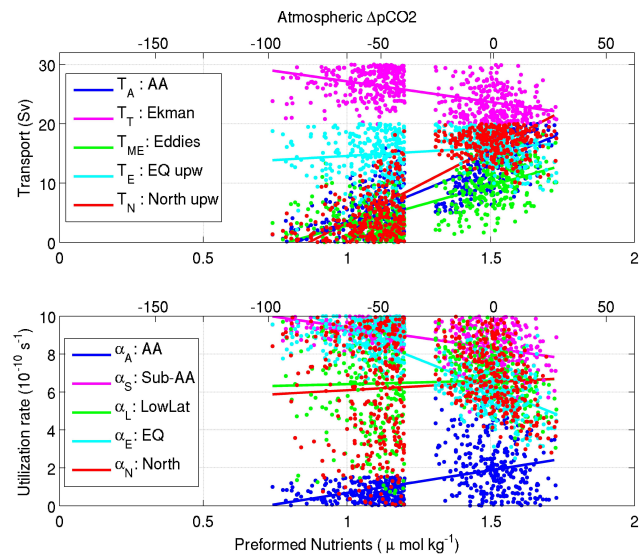 Atmospheric ΔpCO2
-150 -100 -50 0 50
30
20
10
0
Transport (Sv)
T_A : AA
T_T : Ekman
T_ME : Eddies
T_E : EQ upw
T_N : North upw
0 0.5 1 1.5 2
-150 -100 -50 0 50
10
8
6
4
2
0
Utilization rate (10^-10 s^-1)
α_A: AA
α_S: Sub-AA
α_L: LowLat
α_E: EQ
α_N: North
0 0.5 1 1.5 2
Preformed Nutrients ( μ mol kg^-1)